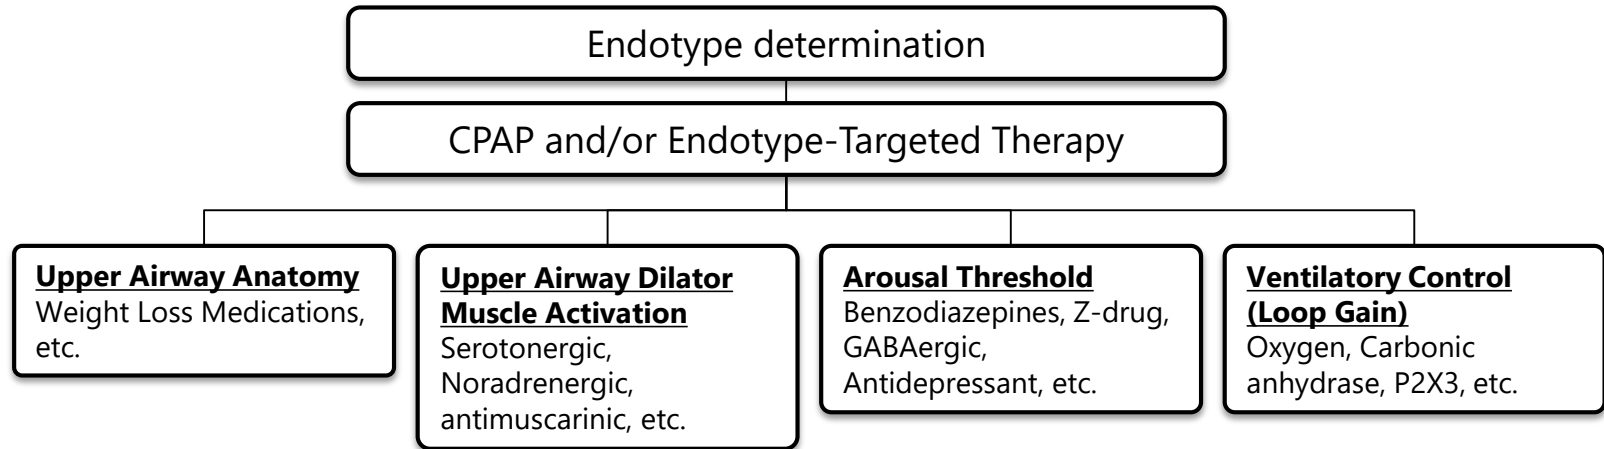 Endotype determination
CPAP and/or Endotype-Targeted Therapy
Upper Airway Anatomy
Weight Loss Medications,
etc.
Upper Airway Dilator
Muscle Activation
Serotonergic,
Noradrenergic,
antimuscarinic, etc.
Arousal Threshold
Benzodiazepines, Z-drug,
GABAergic,
Antidepressant, etc.
Ventilatory Control
(Loop Gain)
Oxygen, Carbonic
anhydrase, P2X3, etc.